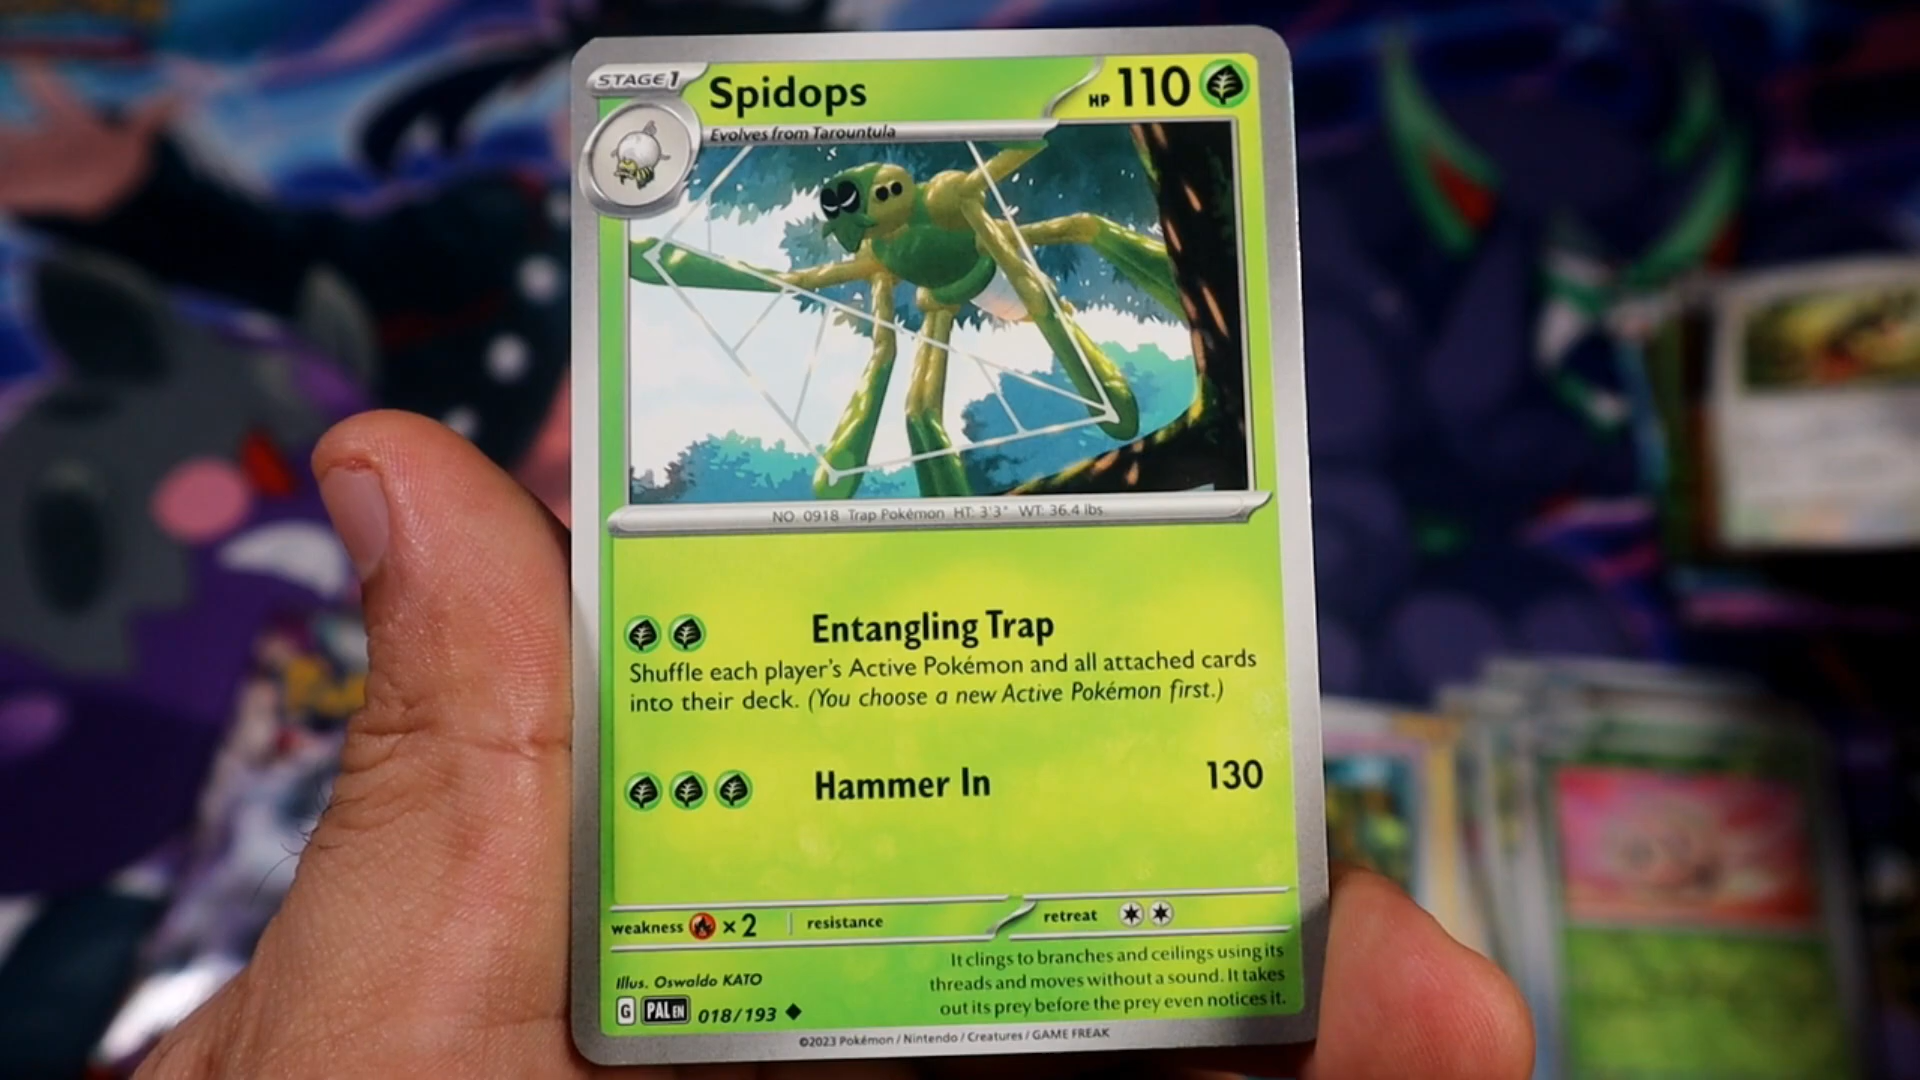 STAGE 1
Spidops
HP 110
Evolves from Tarountula
NO. 0918 Trap Pokémon HT: 3'3" WT: 36.4 lbs.
Entangling Trap
Shuffle each player's Active Pokémon and all attached cards
into their deck. (You choose a new Active Pokémon first.)
Hammer In 130
weakness ×2 resistance retreat
It clings to branches and ceilings using its
threads and moves without a sound. It takes
out its prey before the prey even notices it.
Illus. Oswaldo KATO
G PAL EN 018/193
©2023 Pokémon / Nintendo / Creatures / GAME FREAK